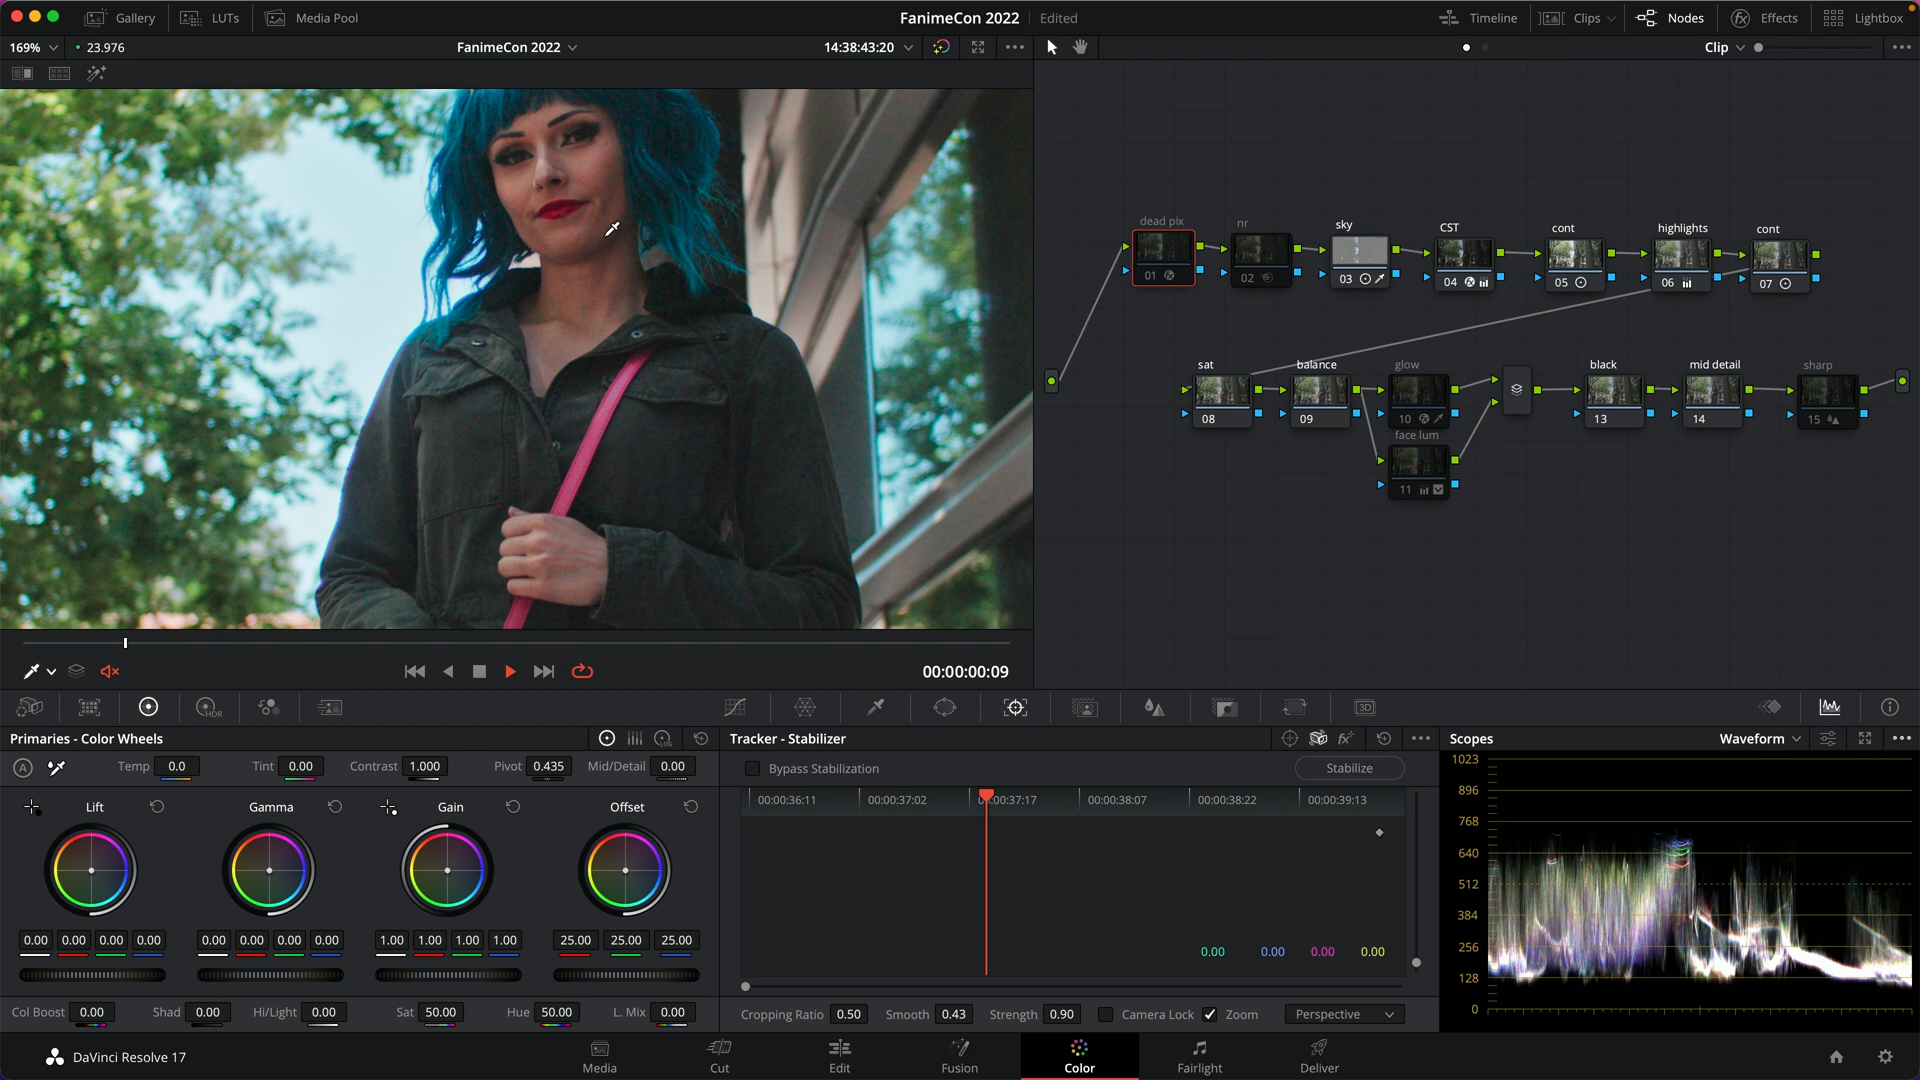 Gallery LUTs Media Pool FanimeCon 2022 Edited Timeline Clips Nodes Effects Lightbox
169% 23.976 FanimeCon 2022 14:38:43:20 Clip
dead pix nr sky CST cont highlights cont
01 02 03 04 05 06 07
sat balance glow black mid detail sharp
08 09 10 13 14 15
face lum
11
00:00:00:09
HDR 3D
Primaries - Color Wheels LOG Tracker - Stabilizer fx Scopes Waveform
A Temp 0.0 Tint 0.00 Contrast 1.000 Pivot 0.435 Mid/Detail 0.00 Bypass Stabilization Stabilize
Lift Gamma Gain Offset
00:00:36:11 00:00:37:02 00:00:37:17 00:00:38:07 00:00:38:22 00:00:39:13
1023
896
768
640
512
384
256
128
0
0.00 0.00 0.00 0.00 0.00 0.00 0.00 0.00 1.00 1.00 1.00 1.00 25.00 25.00 25.00
0.00 0.00 0.00 0.00
Col Boost 0.00 Shad 0.00 Hi/Light 0.00 Sat 50.00 Hue 50.00 L. Mix 0.00
Cropping Ratio 0.50 Smooth 0.43 Strength 0.90 Camera Lock Zoom Perspective
DaVinci Resolve 17 Media Cut Edit Fusion Color Fairlight Deliver